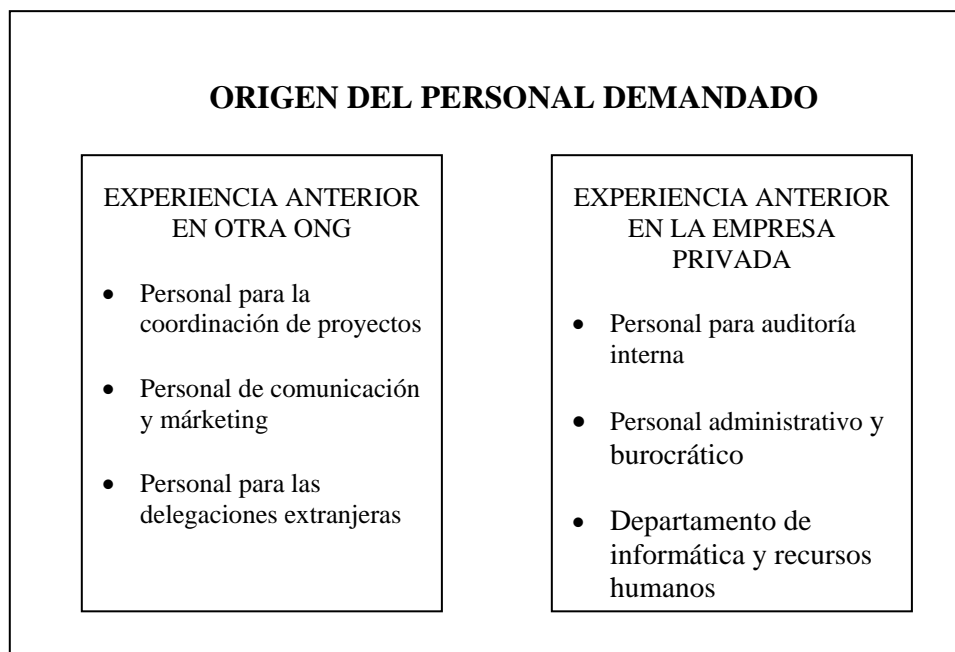 ORIGEN DEL PERSONAL DEMANDADO
EXPERIENCIA ANTERIOR
EN OTRA ONG
• Personal para la
coordinación de proyectos
• Personal de comunicación
y márketing
• Personal para las
delegaciones extranjeras
EXPERIENCIA ANTERIOR
EN LA EMPRESA
PRIVADA
• Personal para auditoría
interna
• Personal administrativo y
burocrático
• Departamento de
informática y recursos
humanos